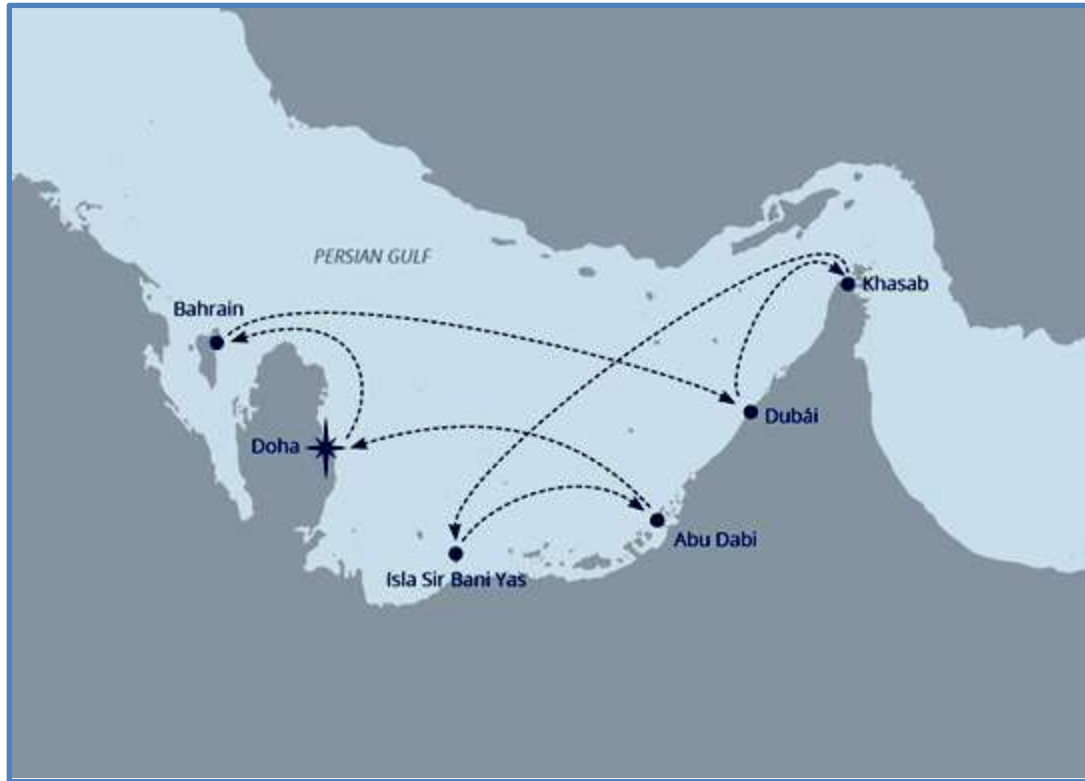 PERSIAN GULF
Khasab
Bahrain
Dubái
Doha
Abu Dabi
Isla Sir Bani Yas